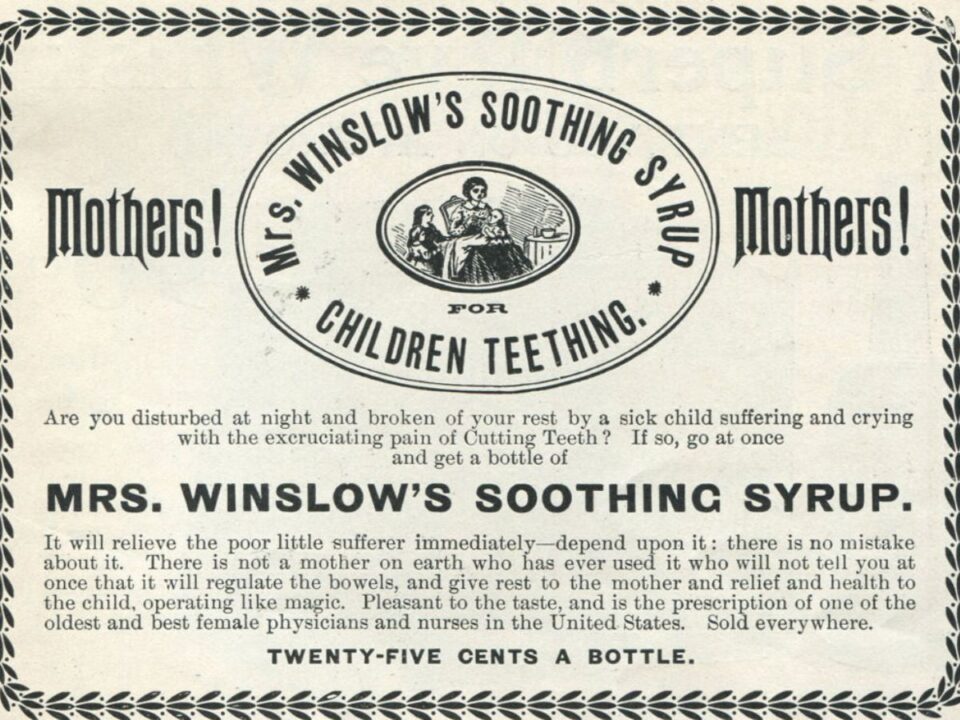 Mothers!
Mrs. WINSLOW'S SOOTHING SYRUP
FOR
CHILDREN TEETHING.
Mothers!
Are you disturbed at night and broken of your rest by a sick child suffering and crying
with the excruciating pain of Cutting Teeth? If so, go at once
and get a bottle of
MRS. WINSLOW'S SOOTHING SYRUP.
It will relieve the poor little sufferer immediately—depend upon it: there is no mistake
about it. There is not a mother on earth who has ever used it who will not tell you at
once that it will regulate the bowels, and give rest to the mother and relief and health to
the child, operating like magic. Pleasant to the taste, and is the prescription of one of the
oldest and best female physicians and nurses in the United States. Sold everywhere.
TWENTY-FIVE CENTS A BOTTLE.